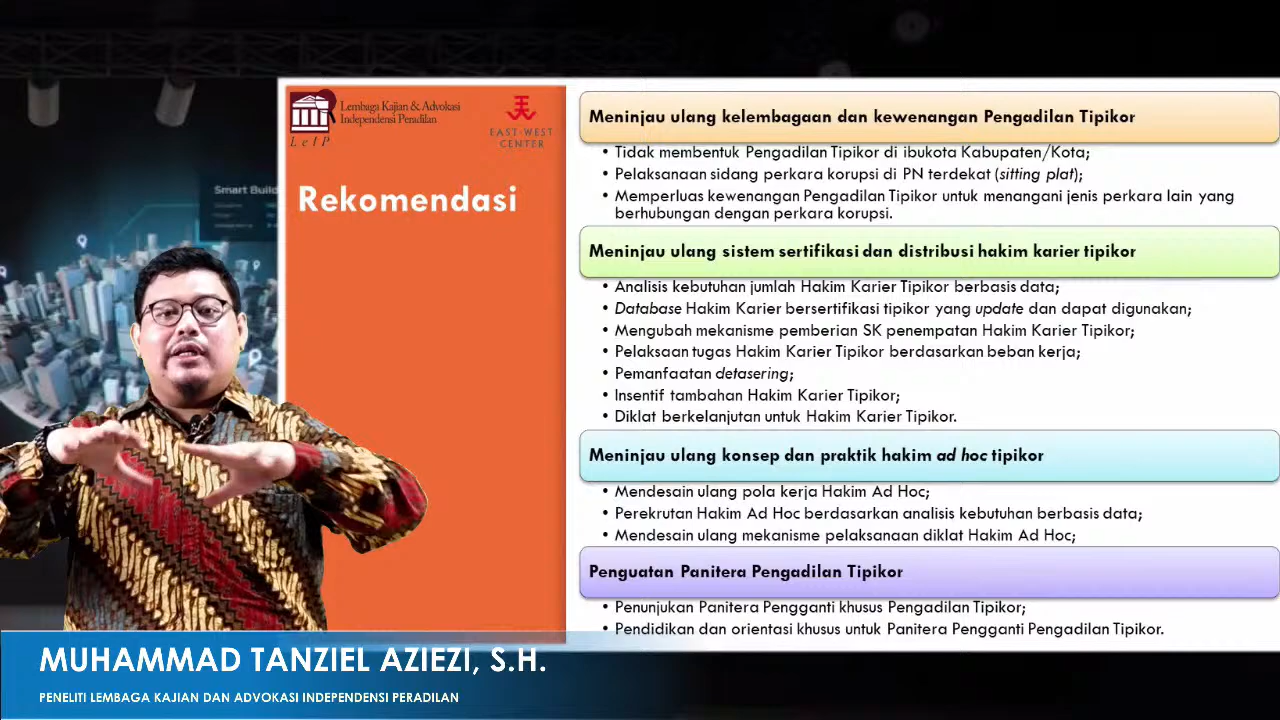 Lembaga Kajian & Advokasi
Independensi Peradilan
LeIP
EAST-WEST
CENTER
Smart Build
Rekomendasi
Meninjau ulang kelembagaan dan kewenangan Pengadilan Tipikor
• Tidak membentuk Pengadilan Tipikor di ibukota Kabupaten/Kota;
• Pelaksanaan sidang perkara korupsi di PN terdekat (sitting plat);
• Memperluas kewenangan Pengadilan Tipikor untuk menangani jenis perkara lain yang
berhubungan dengan perkara korupsi.
Meninjau ulang sistem sertifikasi dan distribusi hakim karier tipikor
• Analisis kebutuhan jumlah Hakim Karier Tipikor berbasis data;
• Database Hakim Karier bersertifikasi tipikor yang update dan dapat digunakan;
• Mengubah mekanisme pemberian SK penempatan Hakim Karier Tipikor;
• Pelaksaan tugas Hakim Karier Tipikor berdasarkan beban kerja;
• Pemanfaatan detasering;
• Insentif tambahan Hakim Karier Tipikor;
• Diklat berkelanjutan untuk Hakim Karier Tipikor.
Meninjau ulang konsep dan praktik hakim ad hoc tipikor
• Mendesain ulang pola kerja Hakim Ad Hoc;
• Perekrutan Hakim Ad Hoc berdasarkan analisis kebutuhan berbasis data;
• Mendesain ulang mekanisme pelaksanaan diklat Hakim Ad Hoc;
Penguatan Panitera Pengadilan Tipikor
• Penunjukan Panitera Pengganti khusus Pengadilan Tipikor;
• Pendidikan dan orientasi khusus untuk Panitera Pengganti Pengadilan Tipikor.
MUHAMMAD TANZIEL AZIEZI, S.H.
PENELITI LEMBAGA KAJIAN DAN ADVOKASI INDEPENDENSI PERADILAN